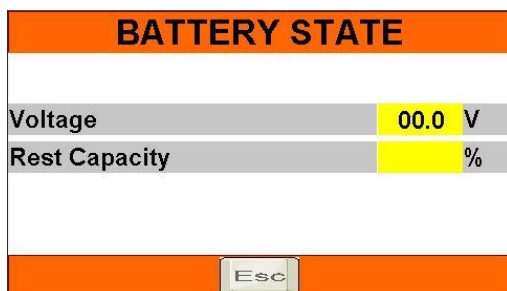 BATTERY STATE
Voltage 00.0 V
Rest Capacity %
Esc